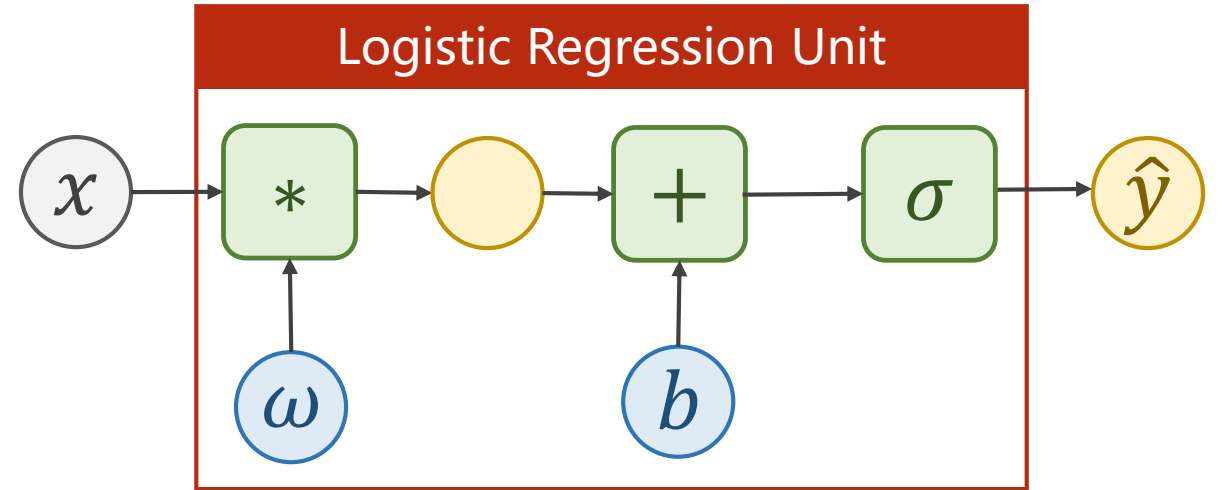 Logistic Regression Unit
x * + σ ŷ
ω b